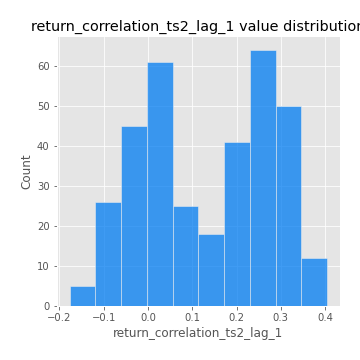 return_correlation_ts2_lag_1 value distribution
60
50
40
30
20
10
0
Count
−0.2 −0.1 0.0 0.1 0.2 0.3 0.4
return_correlation_ts2_lag_1